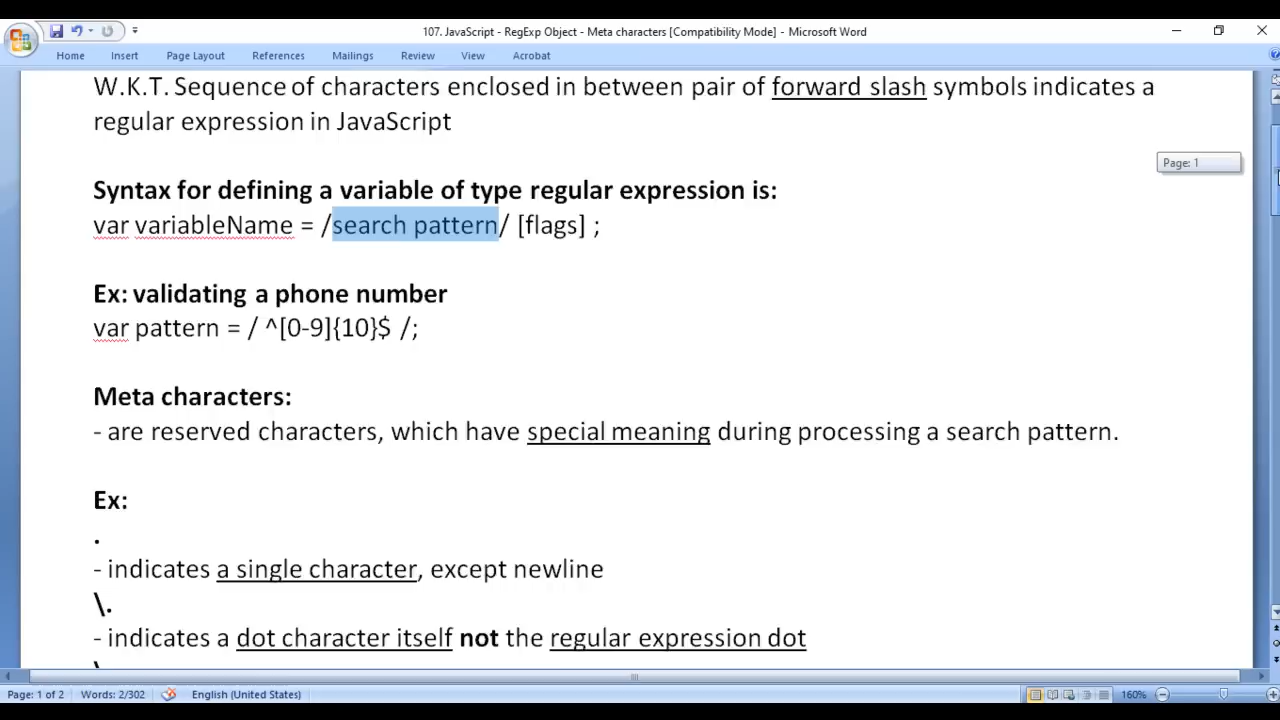 107. JavaScript - RegExp Object - Meta characters [Compatibility Mode] - Microsoft Word
Home Insert Page Layout References Mailings Review View Acrobat
W.K.T. Sequence of characters enclosed in between pair of forward slash symbols indicates a
regular expression in JavaScript
Page: 1
Syntax for defining a variable of type regular expression is:
var variableName = /search pattern/ [flags] ;
Ex: validating a phone number
var pattern = / ^[0-9]{10}$ /;
Meta characters:
- are reserved characters, which have special meaning during processing a search pattern.
Ex:
.
- indicates a single character, except newline
\.
- indicates a dot character itself not the regular expression dot
Page: 1 of 2 Words: 2/302 English (United States) 160%